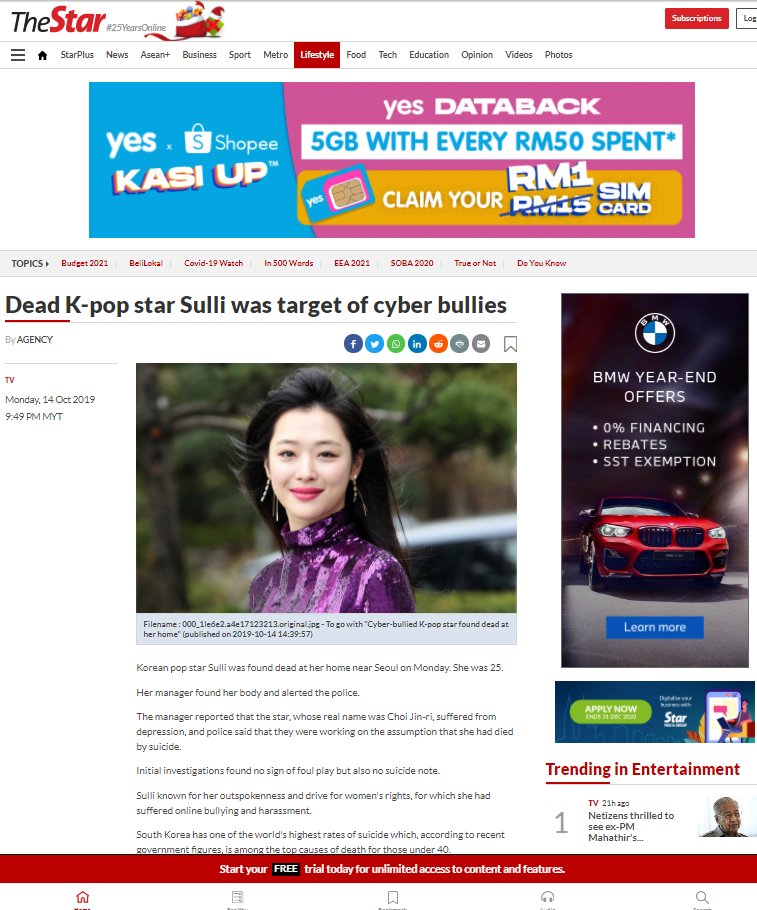 TheStar #25YearsOnline
Subscriptions
Log
StarPlus News Asean+ Business Sport Metro Lifestyle Food Tech Education Opinion Videos Photos
yes DATABACK
yes x Shopee
5GB WITH EVERY RM50 SPENT*
KASI UP™
yes
CLAIM YOUR RM1 RM15 SIM CARD
TOPICS Budget 2021 BeliLokal Covid-19 Watch In 500 Words EEA 2021 SOBA 2020 True or Not Do You Know
Dead K-pop star Sulli was target of cyber bullies
By AGENCY
TV
Monday, 14 Oct 2019
9:49 PM MYT
Filename : 000_1le6e2.a4e17123213.original.jpg - To go with "Cyber-bullied K-pop star found dead at
her home" (published on 2019-10-14 14:39:57)
Korean pop star Sulli was found dead at her home near Seoul on Monday. She was 25.
Her manager found her body and alerted the police.
The manager reported that the star, whose real name was Choi Jin-ri, suffered from
depression, and police said that they were working on the assumption that she had died
by suicide.
Initial investigations found no sign of foul play but also no suicide note.
Sulli known for her outspokenness and drive for women's rights, for which she had
suffered online bullying and harassment.
South Korea has one of the world's highest rates of suicide which, according to recent
government figures, is among the top causes of death for those under 40.
BMW
BMW YEAR-END
OFFERS
• 0% FINANCING
• REBATES
• SST EXEMPTION
Learn more
APPLY NOW
ENDS 01 DEC 2020
Digitalise your
business with
Star
MEDIA GROUP
Trending in Entertainment
1
TV 21h ago
Netizens thrilled to
see ex-PM
Mahathir's...
Start your FREE trial today for unlimited access to content and features.